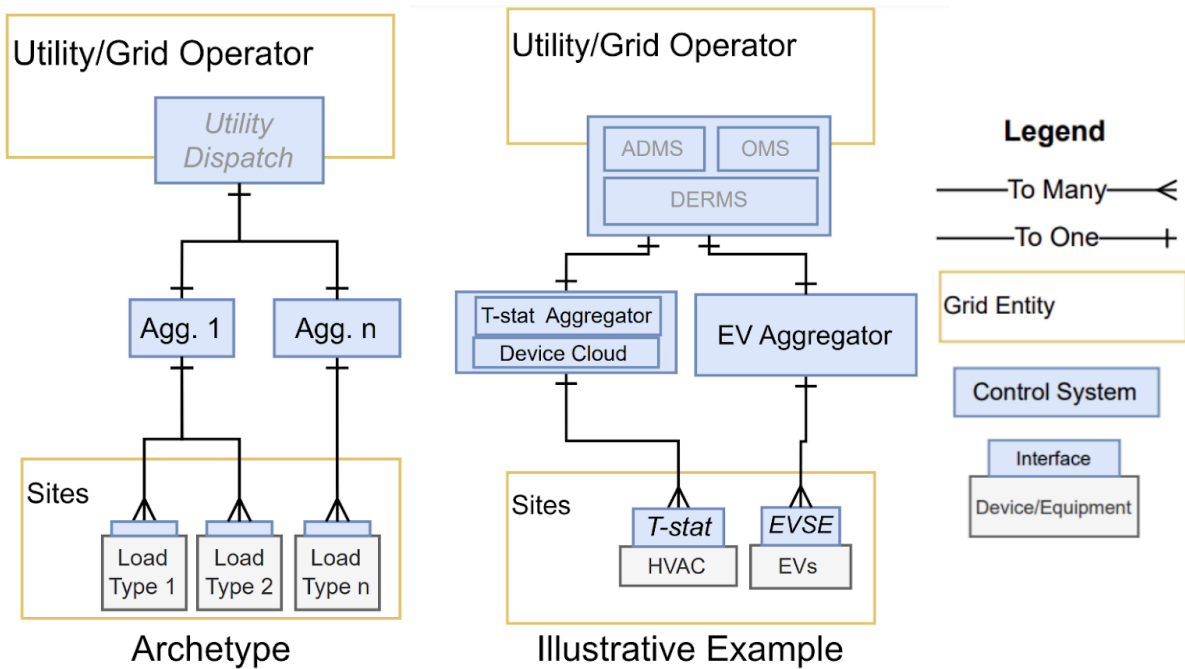 Utility/Grid Operator
Utility
Dispatch
Agg. 1
Agg. n
Sites
Load
Type 1
Load
Type 2
Load
Type n
Archetype
Utility/Grid Operator
ADMS
OMS
DERMS
T-stat Aggregator
Device Cloud
EV Aggregator
Sites
T-stat
HVAC
EVSE
EVs
Illustrative Example
Legend
To Many
To One
Grid Entity
Control System
Interface
Device/Equipment